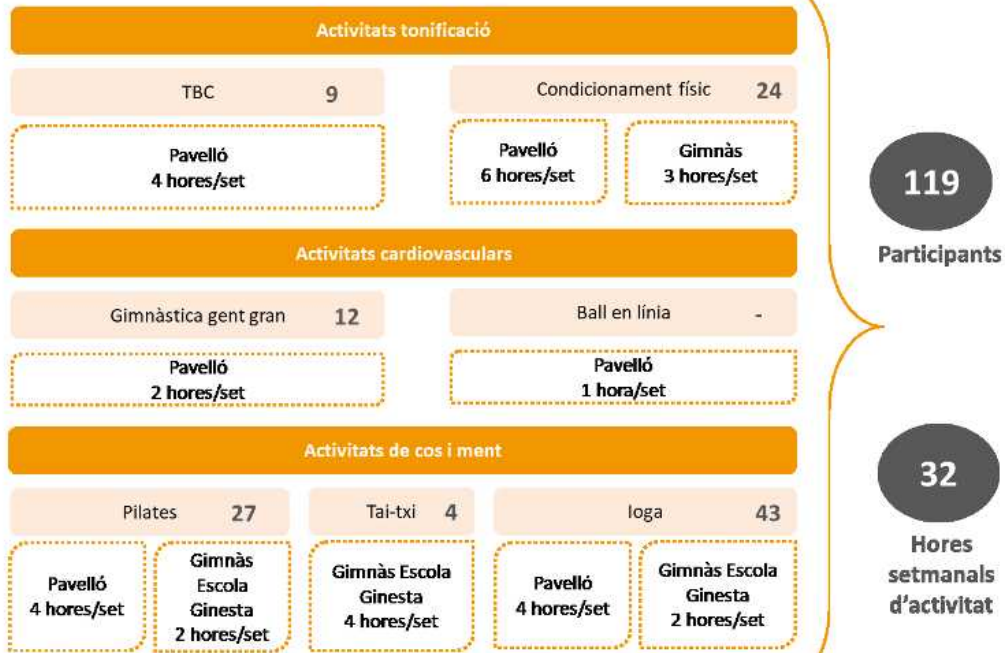 Activitats tonificació
TBC 9
Condicionament físic 24
Pavelló
4 hores/set
Pavelló
6 hores/set
Gimnàs
3 hores/set
Activitats cardiovasculars
Gimnàstica gent gran 12
Ball en línia -
Pavelló
2 hores/set
Pavelló
1 hora/set
Activitats de cos i ment
Pilates 27
Tai-txi 4
Ioga 43
Pavelló
4 hores/set
Gimnàs
Escola
Ginesta
2 hores/set
Gimnàs Escola
Ginesta
4 hores/set
Pavelló
4 hores/set
Gimnàs Escola
Ginesta
2 hores/set
119
Participants
32
Hores
setmanals
d'activitat